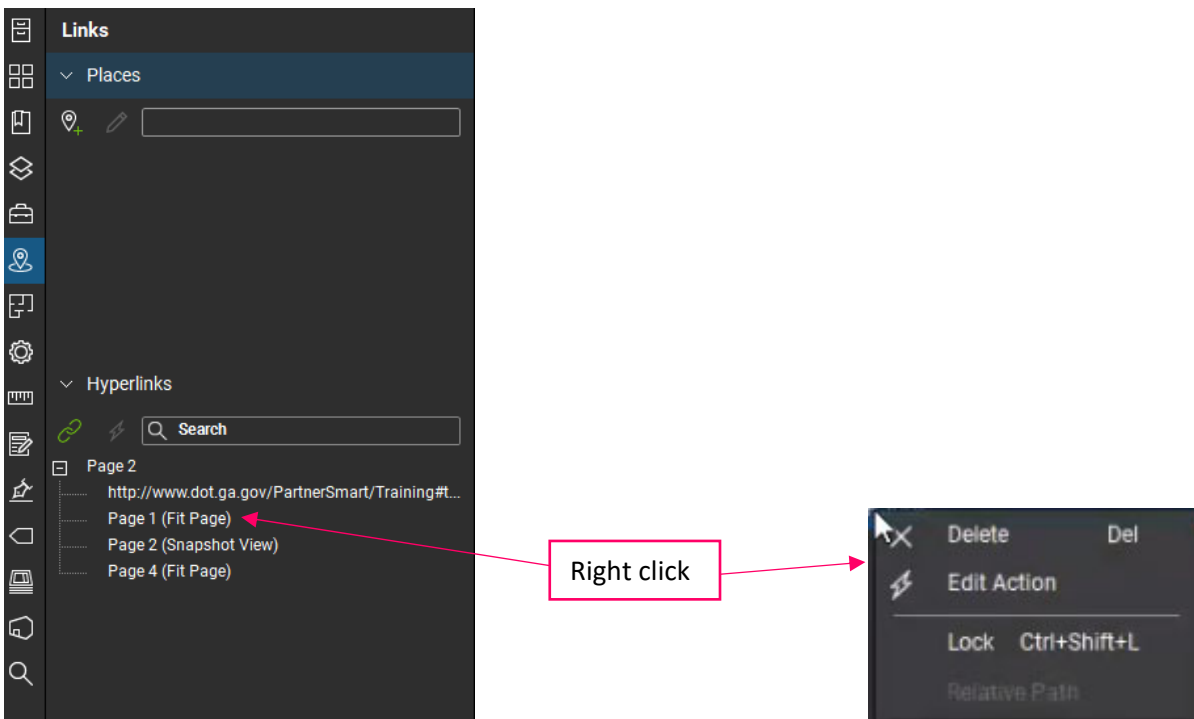 Links
Places
Hyperlinks
Search
Page 2
http://www.dot.ga.gov/PartnerSmart/Training#t...
Page 1 (Fit Page)
Page 2 (Snapshot View)
Page 4 (Fit Page)
Right click
Delete Del
Edit Action
Lock Ctrl+Shift+L
Relative Path